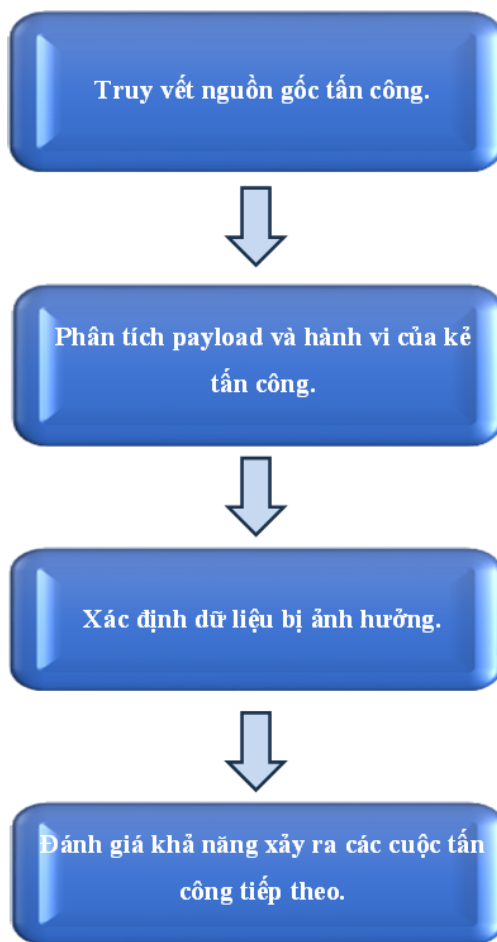 Truy vết nguồn gốc tấn công.
Phân tích payload và hành vi của kẻ
tấn công.
Xác định dữ liệu bị ảnh hưởng.
Đánh giá khả năng xảy ra các cuộc tấn
công tiếp theo.